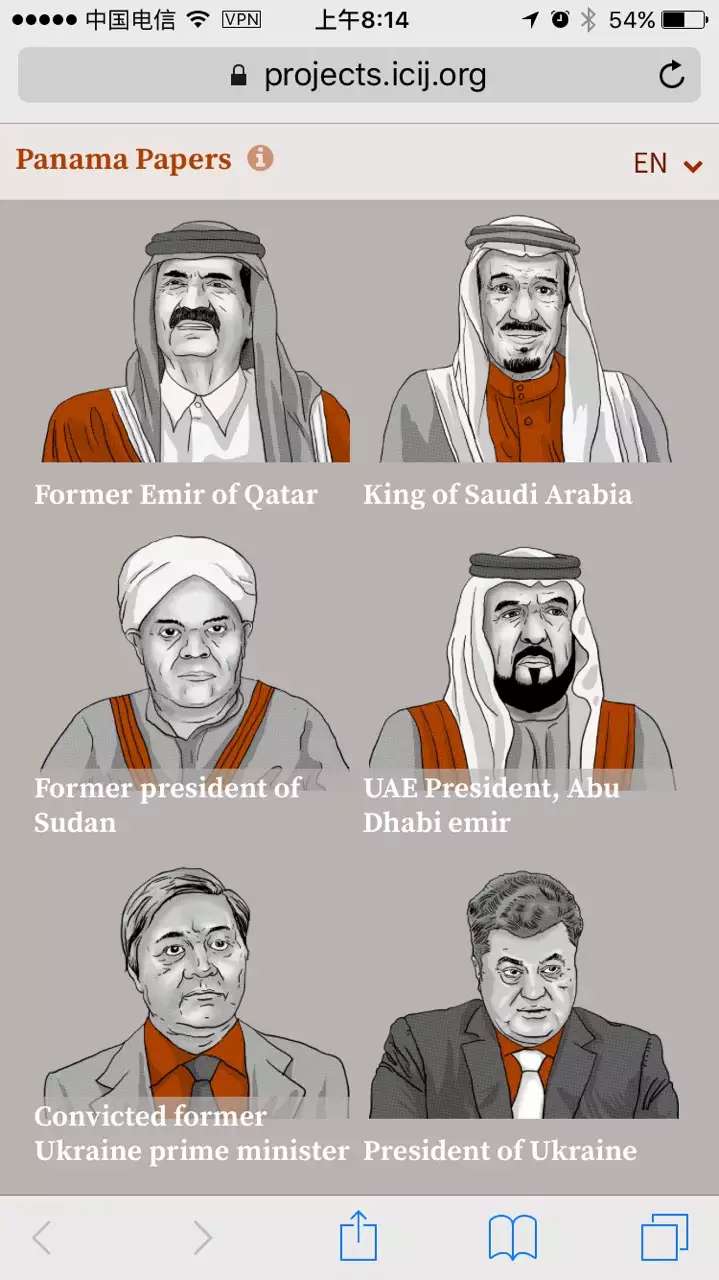 中国电信 VPN 上午8:14 54%
projects.icij.org
Panama Papers i EN
Former Emir of Qatar
King of Saudi Arabia
Former president of
Sudan
UAE President, Abu
Dhabi emir
Convicted former
Ukraine prime minister
President of Ukraine